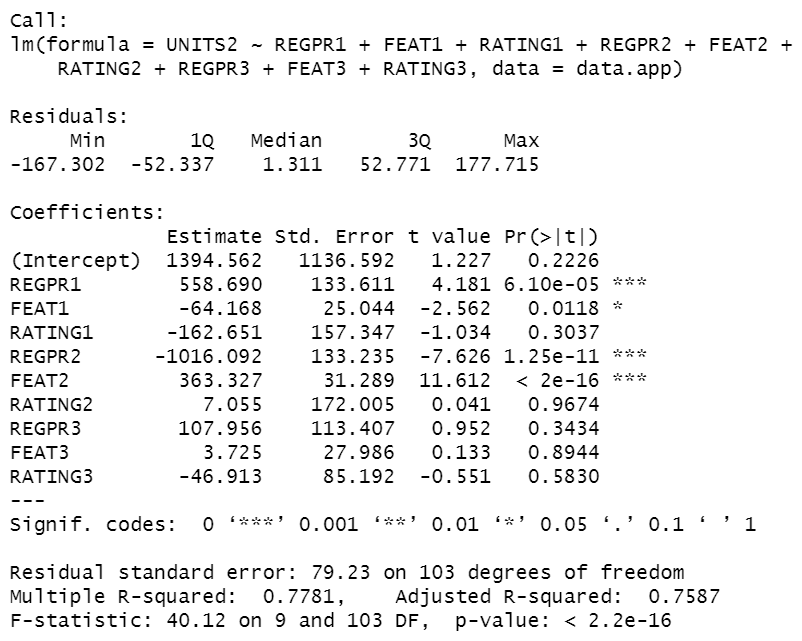 Call:
lm(formula = UNITS2 ~ REGPR1 + FEAT1 + RATING1 + REGPR2 + FEAT2 +
    RATING2 + REGPR3 + FEAT3 + RATING3, data = data.app)

Residuals:
     Min       1Q   Median       3Q      Max
-167.302  -52.337    1.311   52.771  177.715

Coefficients:
             Estimate Std. Error t value Pr(>|t|)
(Intercept)  1394.562   1136.592   1.227   0.2226
REGPR1        558.690    133.611   4.181 6.10e-05 ***
FEAT1         -64.168     25.044  -2.562   0.0118 *
RATING1      -162.651    157.347  -1.034   0.3037
REGPR2      -1016.092    133.235  -7.626 1.25e-11 ***
FEAT2         363.327     31.289  11.612  < 2e-16 ***
RATING2         7.055    172.005   0.041   0.9674
REGPR3        107.956    113.407   0.952   0.3434
FEAT3           3.725     27.986   0.133   0.8944
RATING3       -46.913     85.192  -0.551   0.5830
---
Signif. codes:  0 ‘***’ 0.001 ‘**’ 0.01 ‘*’ 0.05 ‘.’ 0.1 ‘ ’ 1

Residual standard error: 79.23 on 103 degrees of freedom
Multiple R-squared:  0.7781,    Adjusted R-squared:  0.7587
F-statistic: 40.12 on 9 and 103 DF,  p-value: < 2.2e-16